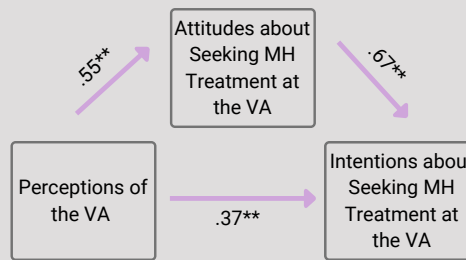 Attitudes about
Seeking MH
Treatment at
the VA
.55**
.67**
Perceptions of
the VA
.37**
Intentions abou
Seeking MH
Treatment at
the VA